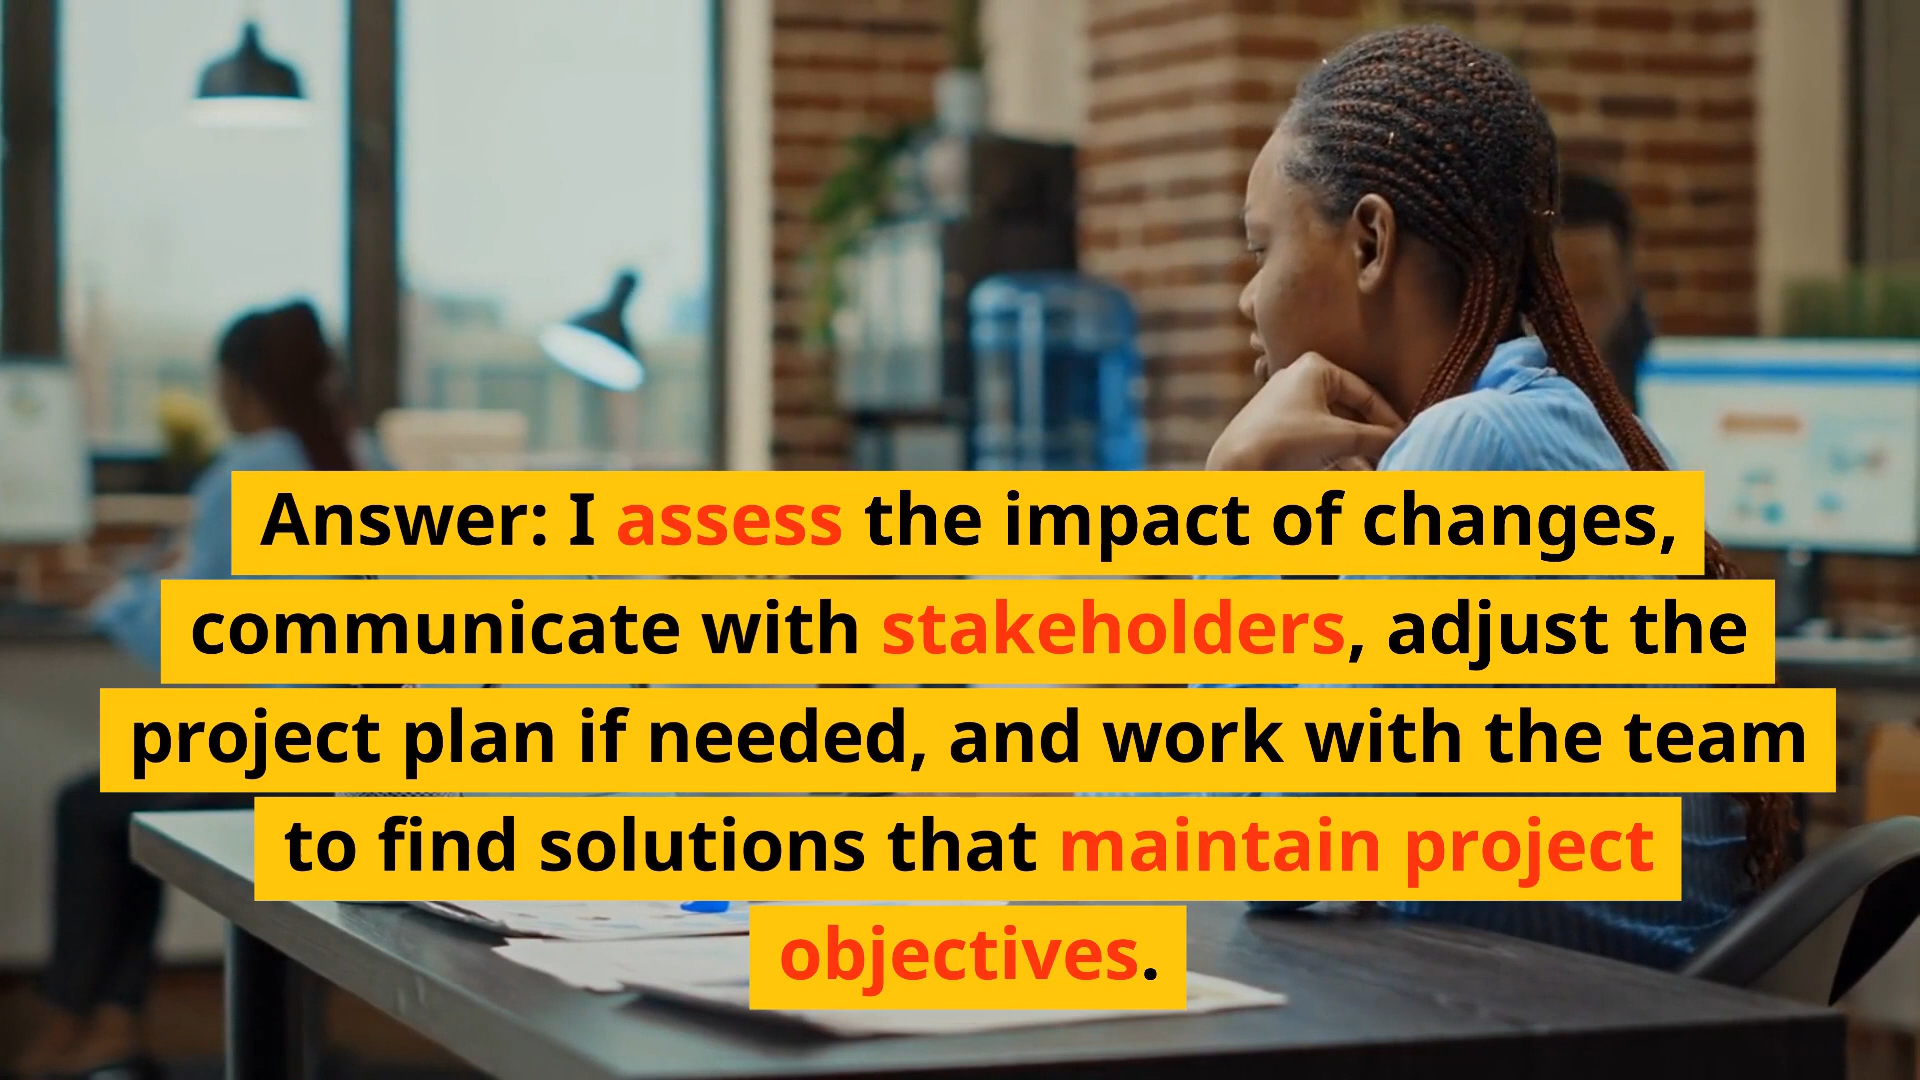 Answer: I assess the impact of changes,
communicate with stakeholders, adjust the
project plan if needed, and work with the team
to find solutions that maintain project
objectives.